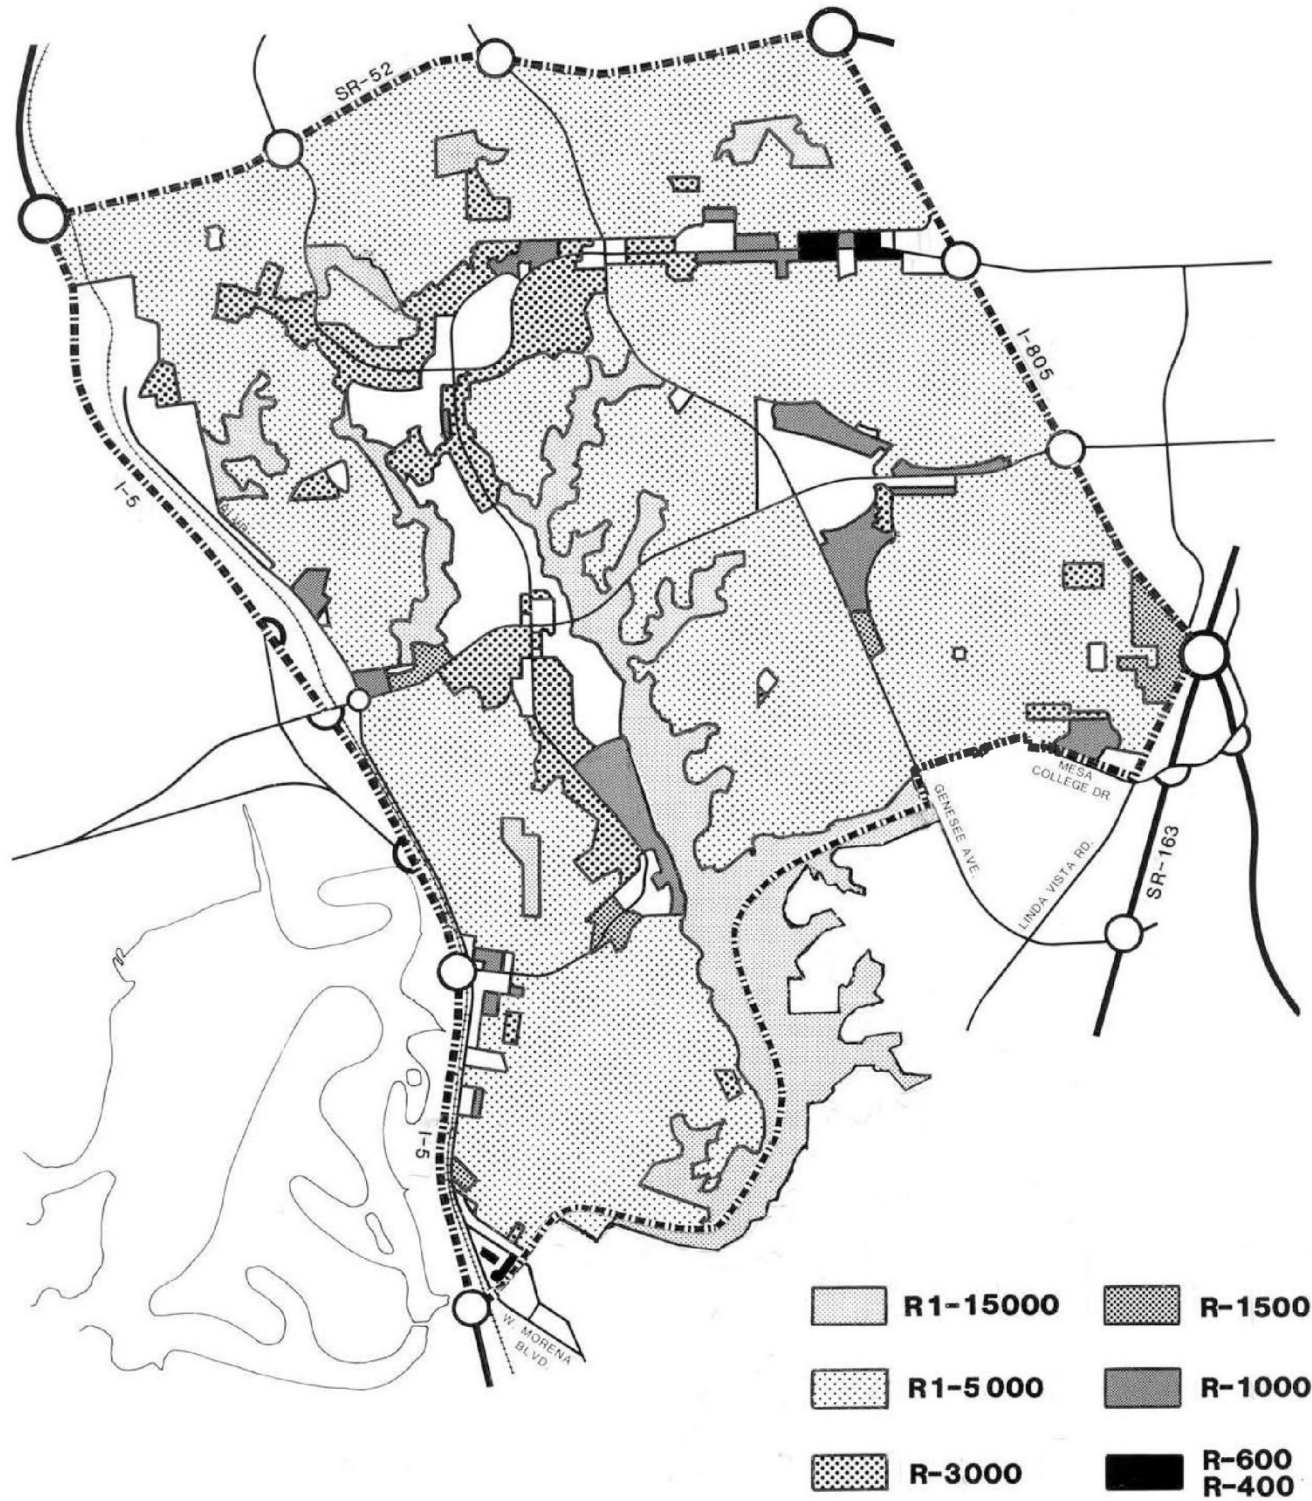 SR-52
I-805
I-5
MESA
COLLEGE DR.
GENESEE AVE.
LINDA VISTA RD.
SR-163
I-5
W. MORENA
BLVD.
R1-15000
R-1500
R1-5000
R-1000
R-3000
R-600
R-400